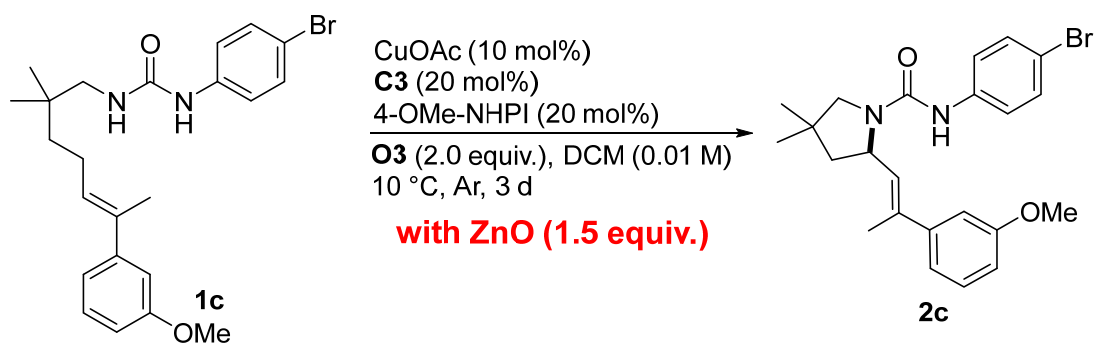 Br
O
N
H
N
H
1c
OMe
CuOAc (10 mol%)
C3 (20 mol%)
4-OMe-NHPI (20 mol%)
O3 (2.0 equiv.), DCM (0.01 M)
10 °C, Ar, 3 d
with ZnO (1.5 equiv.)
Br
O
N
N
H
OMe
2c